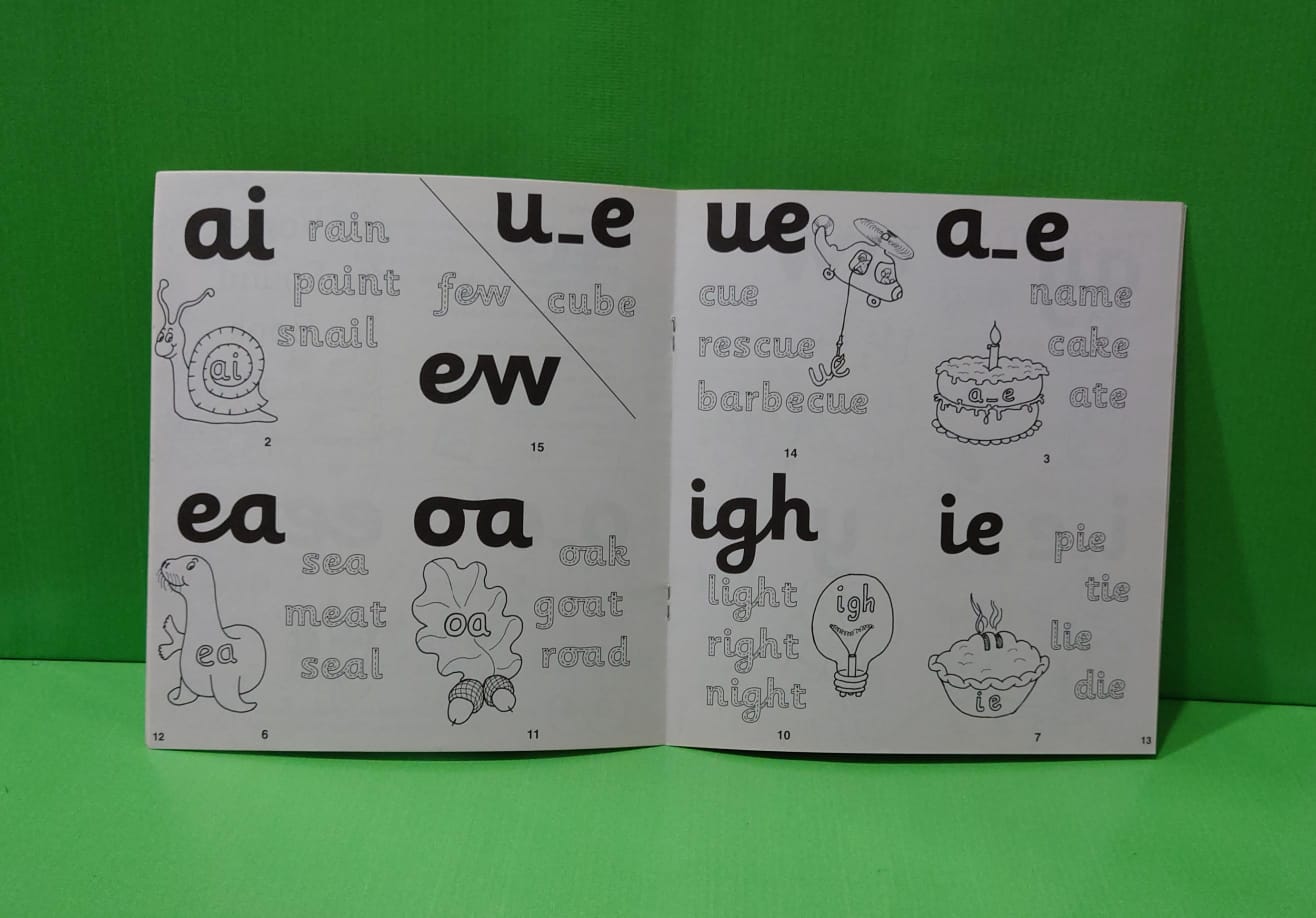 ai
rain
paint
snail
ai
2
u_e
cube
few
ew
15
ea
sea
meat
seal
ea
6
oa
oak
goat
road
oa
11
12
ue
cue
rescue
barbecue
ue
14
a_e
name
cake
ate
a_e
3
igh
light
right
night
igh
10
ie
pie
tie
lie
die
ie
7
13